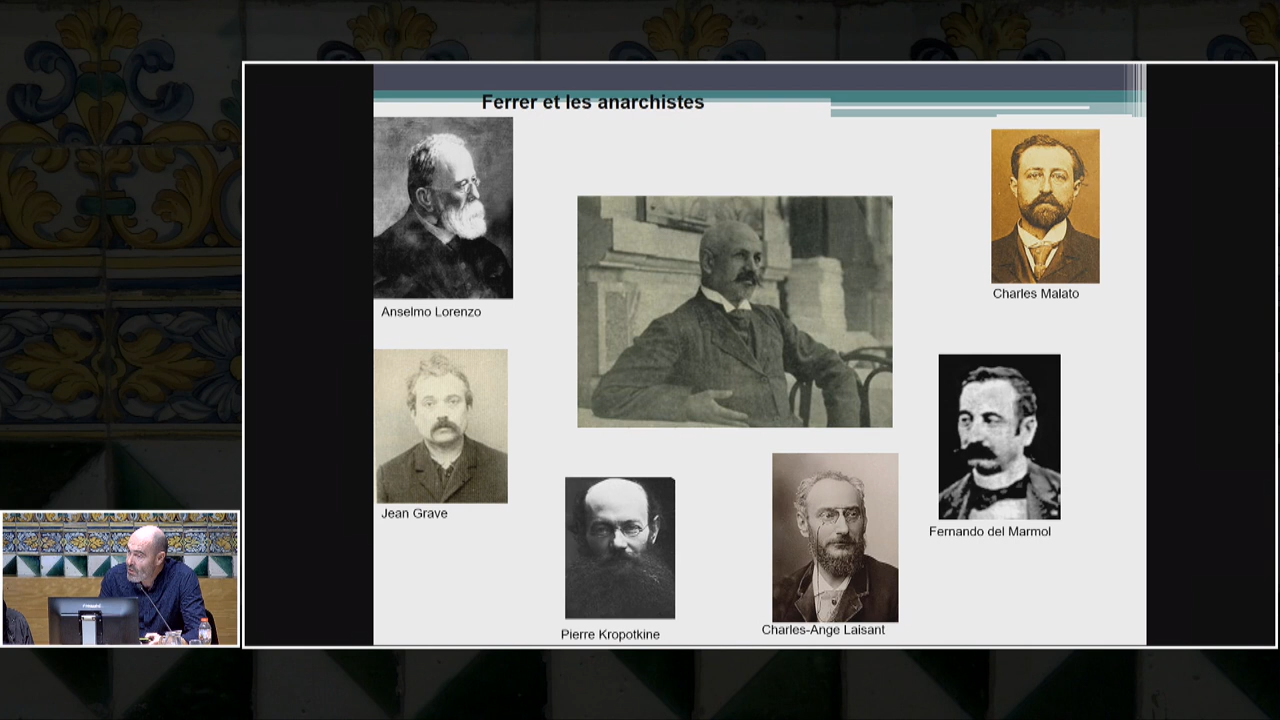 Ferrer et les anarchistes
Anselmo Lorenzo
Charles Malato
Jean Grave
Fernando del Marmol
Pierre Kropotkine
Charles-Ange Laisant